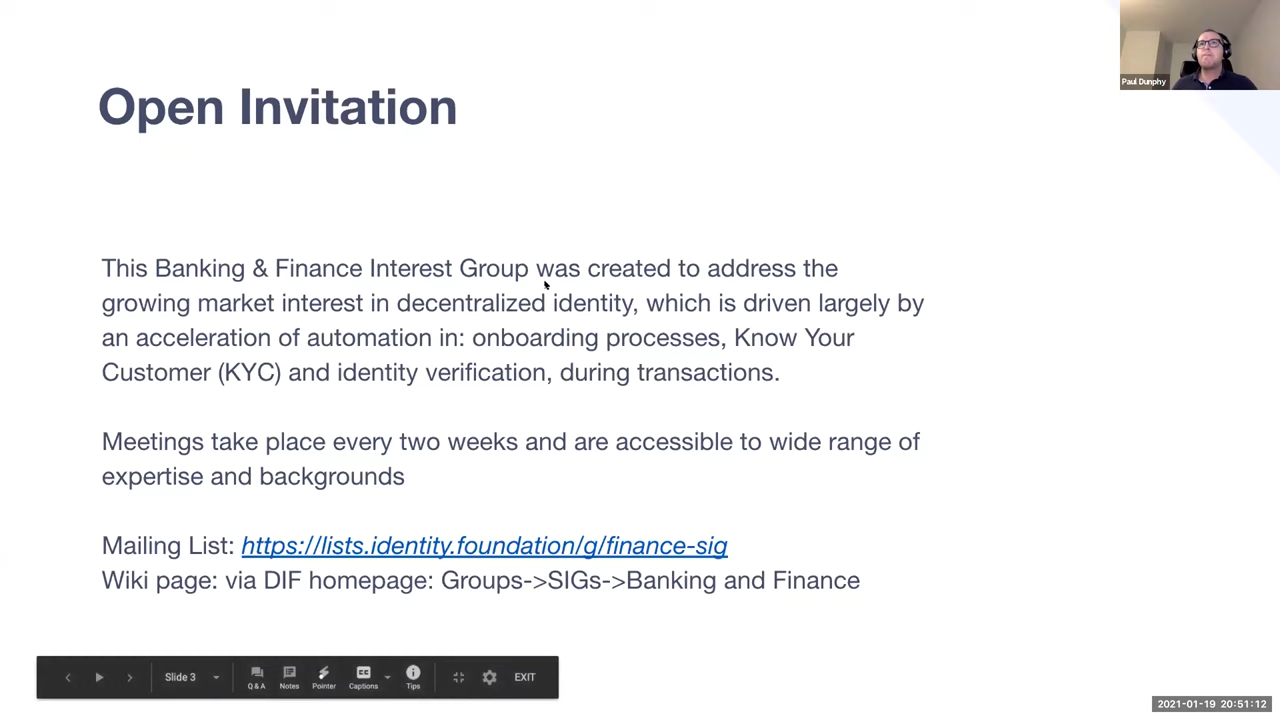 Paul Dunphy
Open Invitation
This Banking & Finance Interest Group was created to address the
growing market interest in decentralized identity, which is driven largely by
an acceleration of automation in: onboarding processes, Know Your
Customer (KYC) and identity verification, during transactions.
Meetings take place every two weeks and are accessible to wide range of
expertise and backgrounds
Mailing List: https://lists.identity.foundation/g/finance-sig
Wiki page: via DIF homepage: Groups->SIGs->Banking and Finance
Slide 3
Q & A
Notes
Pointer
CC
Captions
Tips
EXIT
2021-01-19 20:51:12